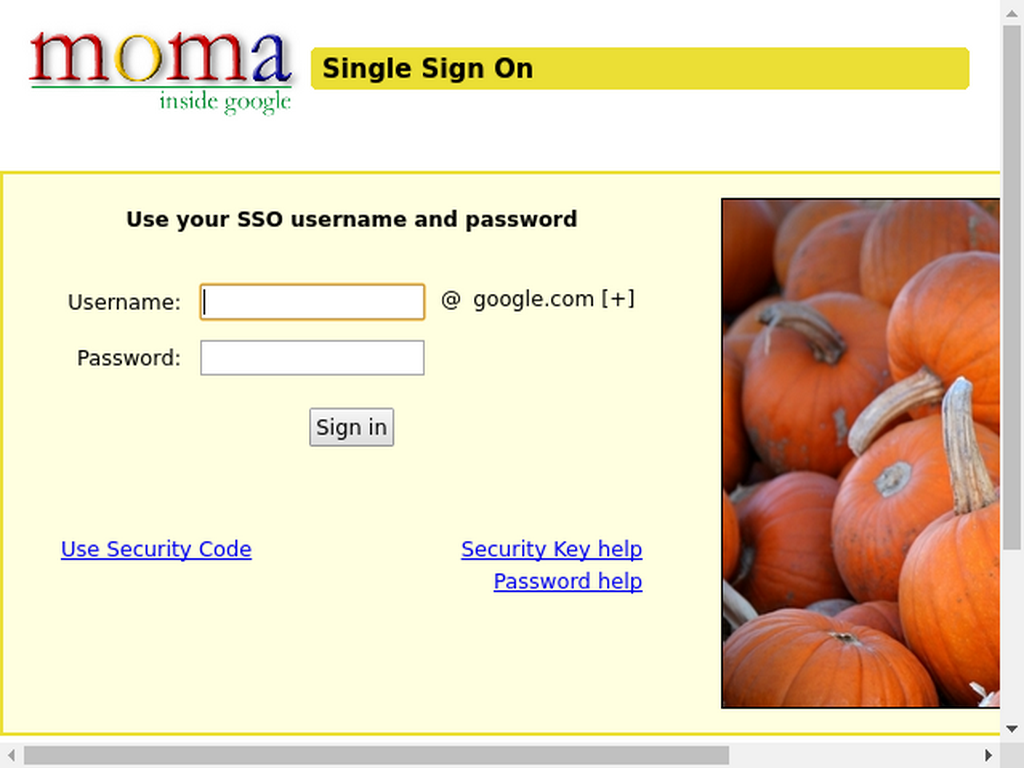 moma
inside google
Single Sign On
Use your SSO username and password
Username: @ google.com [+]
Password:
Sign in
Use Security Code Security Key help
Password help